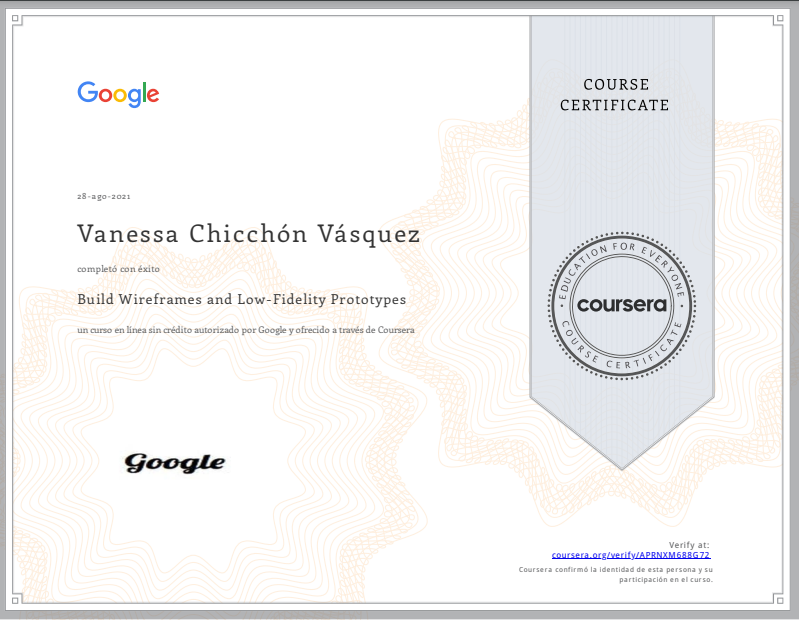 Google
COURSE
CERTIFICATE
28-ago-2021
Vanessa Chicchón Vásquez
completó con éxito
Build Wireframes and Low-Fidelity Prototypes
un curso en línea sin crédito autorizado por Google y ofrecido a través de Coursera
EDUCATION FOR EVERYONE
coursera
COURSE CERTIFICATE
Google
Verify at:
coursera.org/verify/APRNXM688G72
Coursera confirmó la identidad de esta persona y su
participación en el curso.